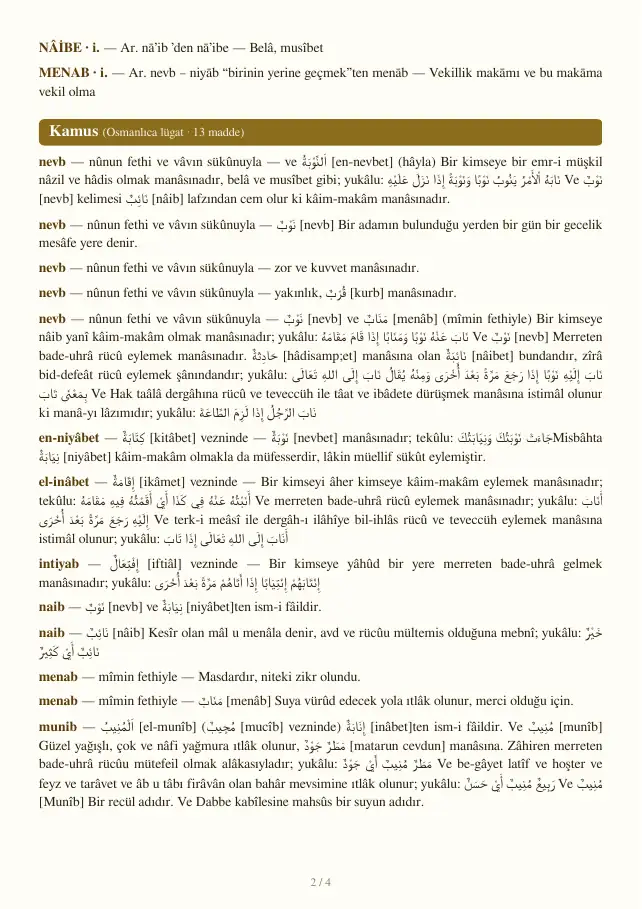 NÂİBE · i. — Ar. nā'ib 'den nā'ibe — Belâ, musîbet
MENAB · i. — Ar. nevb – niyāb “birinin yerine geçmek”ten menāb — Vekillik makāmı ve bu makāma
vekil olma
Kamus (Osmanlıca lügat · 13 madde)
nevb — nûnun fethi ve vâvın sükûnuyla — ve اَلنَّوْبَةُ [en-nevbet] (hâyla) Bir kimseye bir emr-i müşkil
nâzil ve hâdis olmak manâsınadır, belâ ve musîbet gibi; yukâlu: نَابَهُ اْلأَمْرُ يَنُوبُ نَوْبًا وَنَوْبَةً إِذَا نَزَلَ عَلَيْهِ Ve نَوْبٌ
[nevb] kelimesi نَائِبٌ [nâib] lafzından cem olur ki kâim-makâm manâsınadır.
nevb — nûnun fethi ve vâvın sükûnuyla — نَوْبٌ [nevb] Bir adamın bulunduğu yerden bir gün bir gecelik
mesâfe yere denir.
nevb — nûnun fethi ve vâvın sükûnuyla — zor ve kuvvet manâsınadır.
nevb — nûnun fethi ve vâvın sükûnuyla — yakınlık, قُرْبٌ [kurb] manâsınadır.
nevb — nûnun fethi ve vâvın sükûnuyla — نَوْبٌ [nevb] ve مَنَابٌ [menâb] (mîmin fethiyle) Bir kimseye
nâib yanî kâim-makâm olmak manâsınadır; yukâlu: نَابَ عَنْهُ نَوْبًا وَمَنَابًا إِذَا قَامَ مَقَامَهُ Ve نَوْبٌ [nevb] Merreten
bade-uhrâ rücû eylemek manâsınadır. حَادِثَةٌ [hâdisamp;et] manâsına olan نَائِبَةٌ [nâibet] bundandır, zîrâ
bid-defeât rücû eylemek şânındandır; yukâlu: نَابَ إِلَيْهِ نَوْبًا إِذَا رَجَعَ مَرَّةً بَعْدَ أُخْرَى وَمِنْهُ يُقَالُ نَابَ إِلَى اللهِ تَعَالَى
بِمَعْنَى تَابَ Ve Hak taâlâ dergâhına rücû ve teveccüh ile tâat ve ibâdete dürüşmek manâsına istimâl olunur
ki manâ-yı lâzımıdır; yukâlu: نَابَ الرَّجُلُ إِذَا لَزِمَ الطَّاعَةَ
en-niyâbet — كِتَابَةٌ [kitâbet] vezninde — نَوْبَةٌ [nevbet] manâsınadır; tekûlu: جَاءَتْ نَوْبَتُكَ وَنِيَابَتُكَMisbâhta
نِيَابَةٌ [niyâbet] kâim-makâm olmakla da müfesserdir, lâkin müellif sükût eylemiştir.
el-inâbet — إِقَامَةٌ [ikâmet] vezninde — Bir kimseyi âher kimseye kâim-makâm eylemek manâsınadır;
tekûlu: أَنَبْتُهُ عَنْهُ فِي كَذَا أَيْ أَقَمْتُهُ فِيهِ مَقَامَهُ Ve merreten bade-uhrâ rücû eylemek manâsınadır; yukâlu: أَنَابَ
إِلَيْهِ رَجَعَ مَرَّةً بَعْدَ أُخْرَى Ve terk-i meâsî ile dergâh-ı ilâhîye bil-ihlâs rücû ve teveccüh eylemek manâsına
istimâl olunur; yukâlu: أَنَابَ إِلَى اللهِ تَعَالَى إِذَا تَابَ
intiyab — إِفْتِعَالٌ [iftiâl] vezninde — Bir kimseye yâhûd bir yere merreten bade-uhrâ gelmek
manâsınadır; yukâlu: إِنْتَابَهُمْ إِنْتِيَابًا إِذَا أَتَاهُمْ مَرَّةً بَعْدَ أُخْرَى
naib — نَوْبٌ [nevb] ve نِيَابَةٌ [niyâbet]ten ism-i fâildir.
naib — نَائِبٌ [nâib] Kesîr olan mâl u menâla denir, avd ve rücûu mültemis olduğuna mebnî; yukâlu: خَيْرٌ
نَائِبٌ أَيْ كَثِيرٌ
menab — mîmin fethiyle — Masdardır, niteki zikr olundu.
menab — mîmin fethiyle — مَنَابٌ [menâb] Suya vürûd edecek yola ıtlâk olunur, merci olduğu için.
munib — اَلْمُنِيبُ [el-munîb] (مُجِيبٌ [mucîb] vezninde) إِنَابَةٌ [inâbet]ten ism-i fâildir. Ve مُنِيبٌ [munîb]
Güzel yağışlı, çok ve nâfi yağmura ıtlâk olunur, مَطَرٌ جَوْدٌ [matarun cevdun] manâsına. Zâhiren merreten
bade-uhrâ rücûu mütefeil olmak alâkasıyladır; yukâlu: مَطَرٌ مُنِيبٌ أَيْ جَوْدٌ Ve be-gâyet latîf ve hoşter ve
feyz ve tarâvet ve âb u tâbı firâvân olan bahâr mevsimine ıtlâk olunur; yukâlu: رَبِيعٌ مُنِيبٌ أَيْ حَسَنٌ Ve مُنِيبٌ
[Munîb] Bir recül adıdır. Ve Dabbe kabîlesine mahsûs bir suyun adıdır.
2 / 4